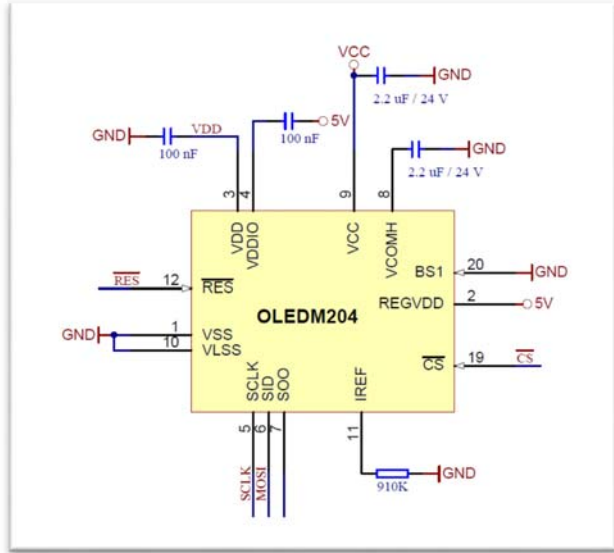 VCC
GND
2.2 uF / 24 V
GND
VDD
100 nF
100 nF
5V
GND
2.2 uF / 24 V
3
4
9
8
VDD
VDDIO
VCC
VCOMH
RES
12
RES
BS1
20
GND
REGVDD
2
5V
OLEDM204
GND
1
VSS
10
VLSS
CS
19
CS
SCLK
SID
SOO
IREF
5
6
7
11
SCLK
MOSI
910K
GND